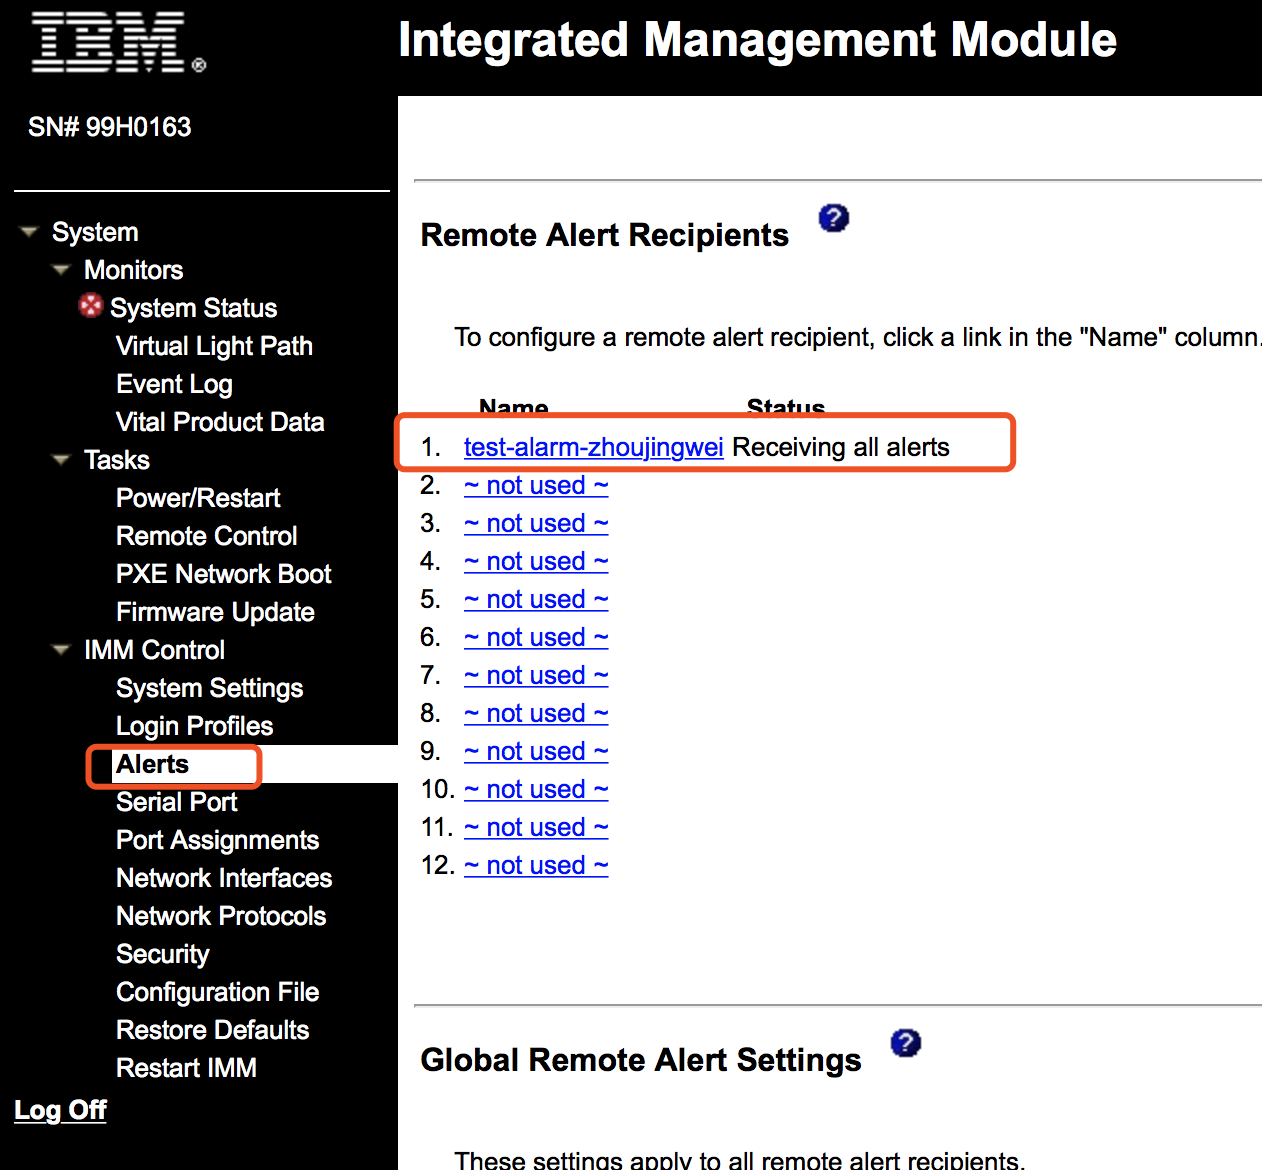 IBM®
Integrated Management Module
SN# 99H0163
System
Monitors
System Status
Virtual Light Path
Event Log
Vital Product Data
Tasks
Power/Restart
Remote Control
PXE Network Boot
Firmware Update
IMM Control
System Settings
Login Profiles
Alerts
Serial Port
Port Assignments
Network Interfaces
Network Protocols
Security
Configuration File
Restore Defaults
Restart IMM
Log Off
Remote Alert Recipients ?
To configure a remote alert recipient, click a link in the "Name" column.
Name Status
1. test-alarm-zhoujingwei Receiving all alerts
2. ~ not used ~
3. ~ not used ~
4. ~ not used ~
5. ~ not used ~
6. ~ not used ~
7. ~ not used ~
8. ~ not used ~
9. ~ not used ~
10. ~ not used ~
11. ~ not used ~
12. ~ not used ~
Global Remote Alert Settings ?
These settings apply to all remote alert recipients.